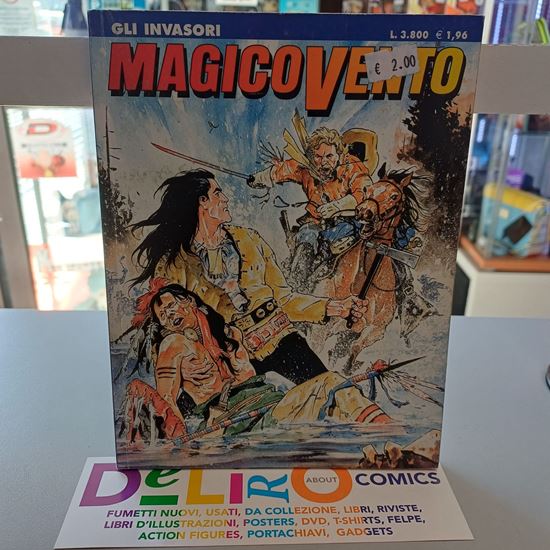 GLI INVASORI
L. 3.800 € 1,96
MAGICO VENTO
€ 2.00
DeLiRO ABOUT COMICS
FUMETTI NUOVI, USATI, DA COLLEZIONE, LIBRI, RIVISTE,
LIBRI D'ILLUSTRAZIONI, POSTERS, DVD, T-SHIRTS, FELPE,
ACTION FIGURES, PORTACHIAVI, GADGETS